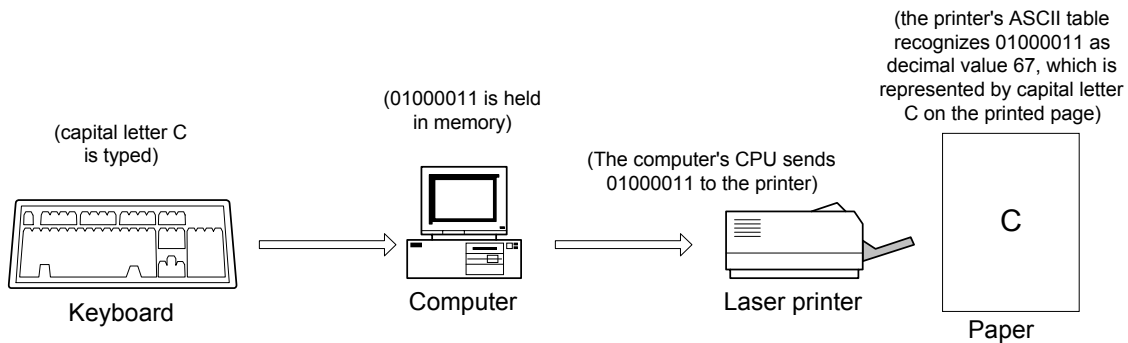 (capital letter C
is typed)
Keyboard
(01000011 is held
in memory)
Computer
(The computer's CPU sends
01000011 to the printer)
Laser printer
(the printer's ASCII table
recognizes 01000011 as
decimal value 67, which is
represented by capital letter
C on the printed page)
C
Paper